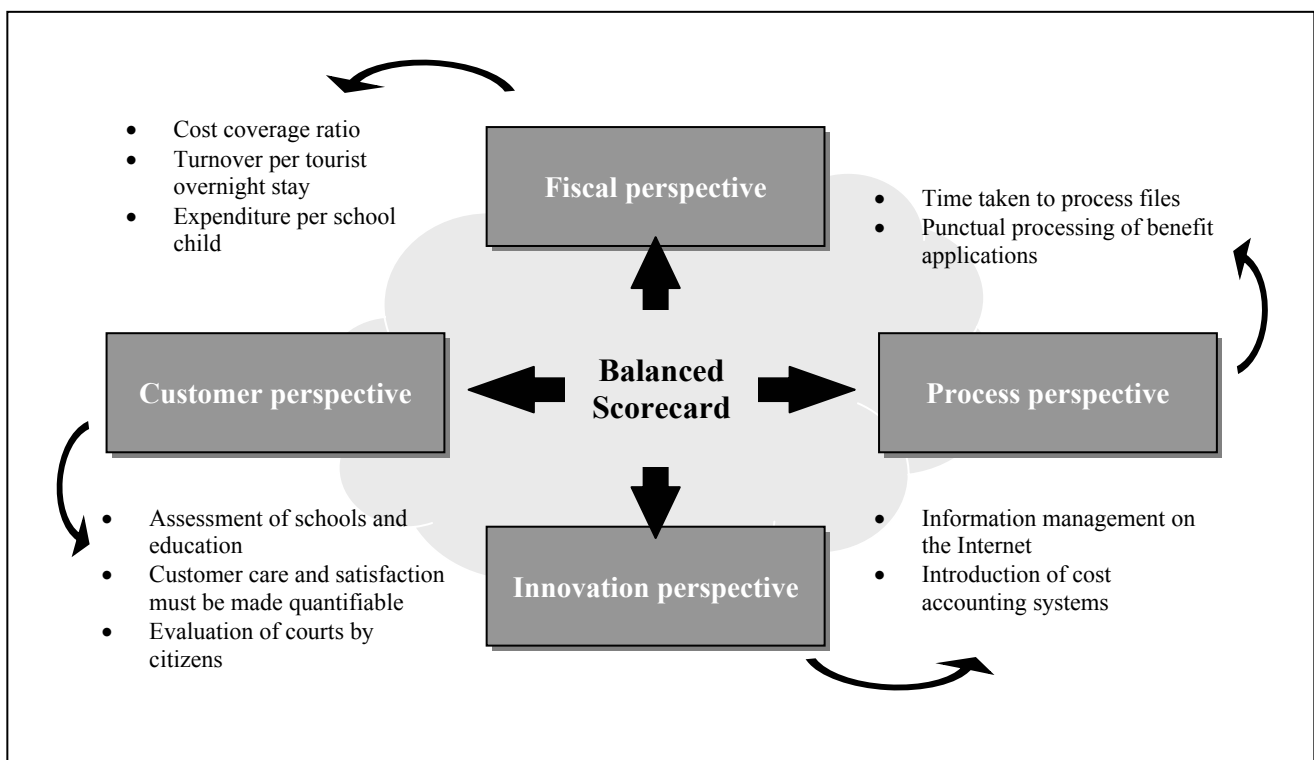 • Cost coverage ratio
• Turnover per tourist
overnight stay
• Expenditure per school
child
Fiscal perspective
• Time taken to process files
• Punctual processing of benefit
applications
Customer perspective
Balanced
Scorecard
Process perspective
• Assessment of schools and
education
• Customer care and satisfaction
must be made quantifiable
• Evaluation of courts by
citizens
Innovation perspective
• Information management on
the Internet
• Introduction of cost
accounting systems